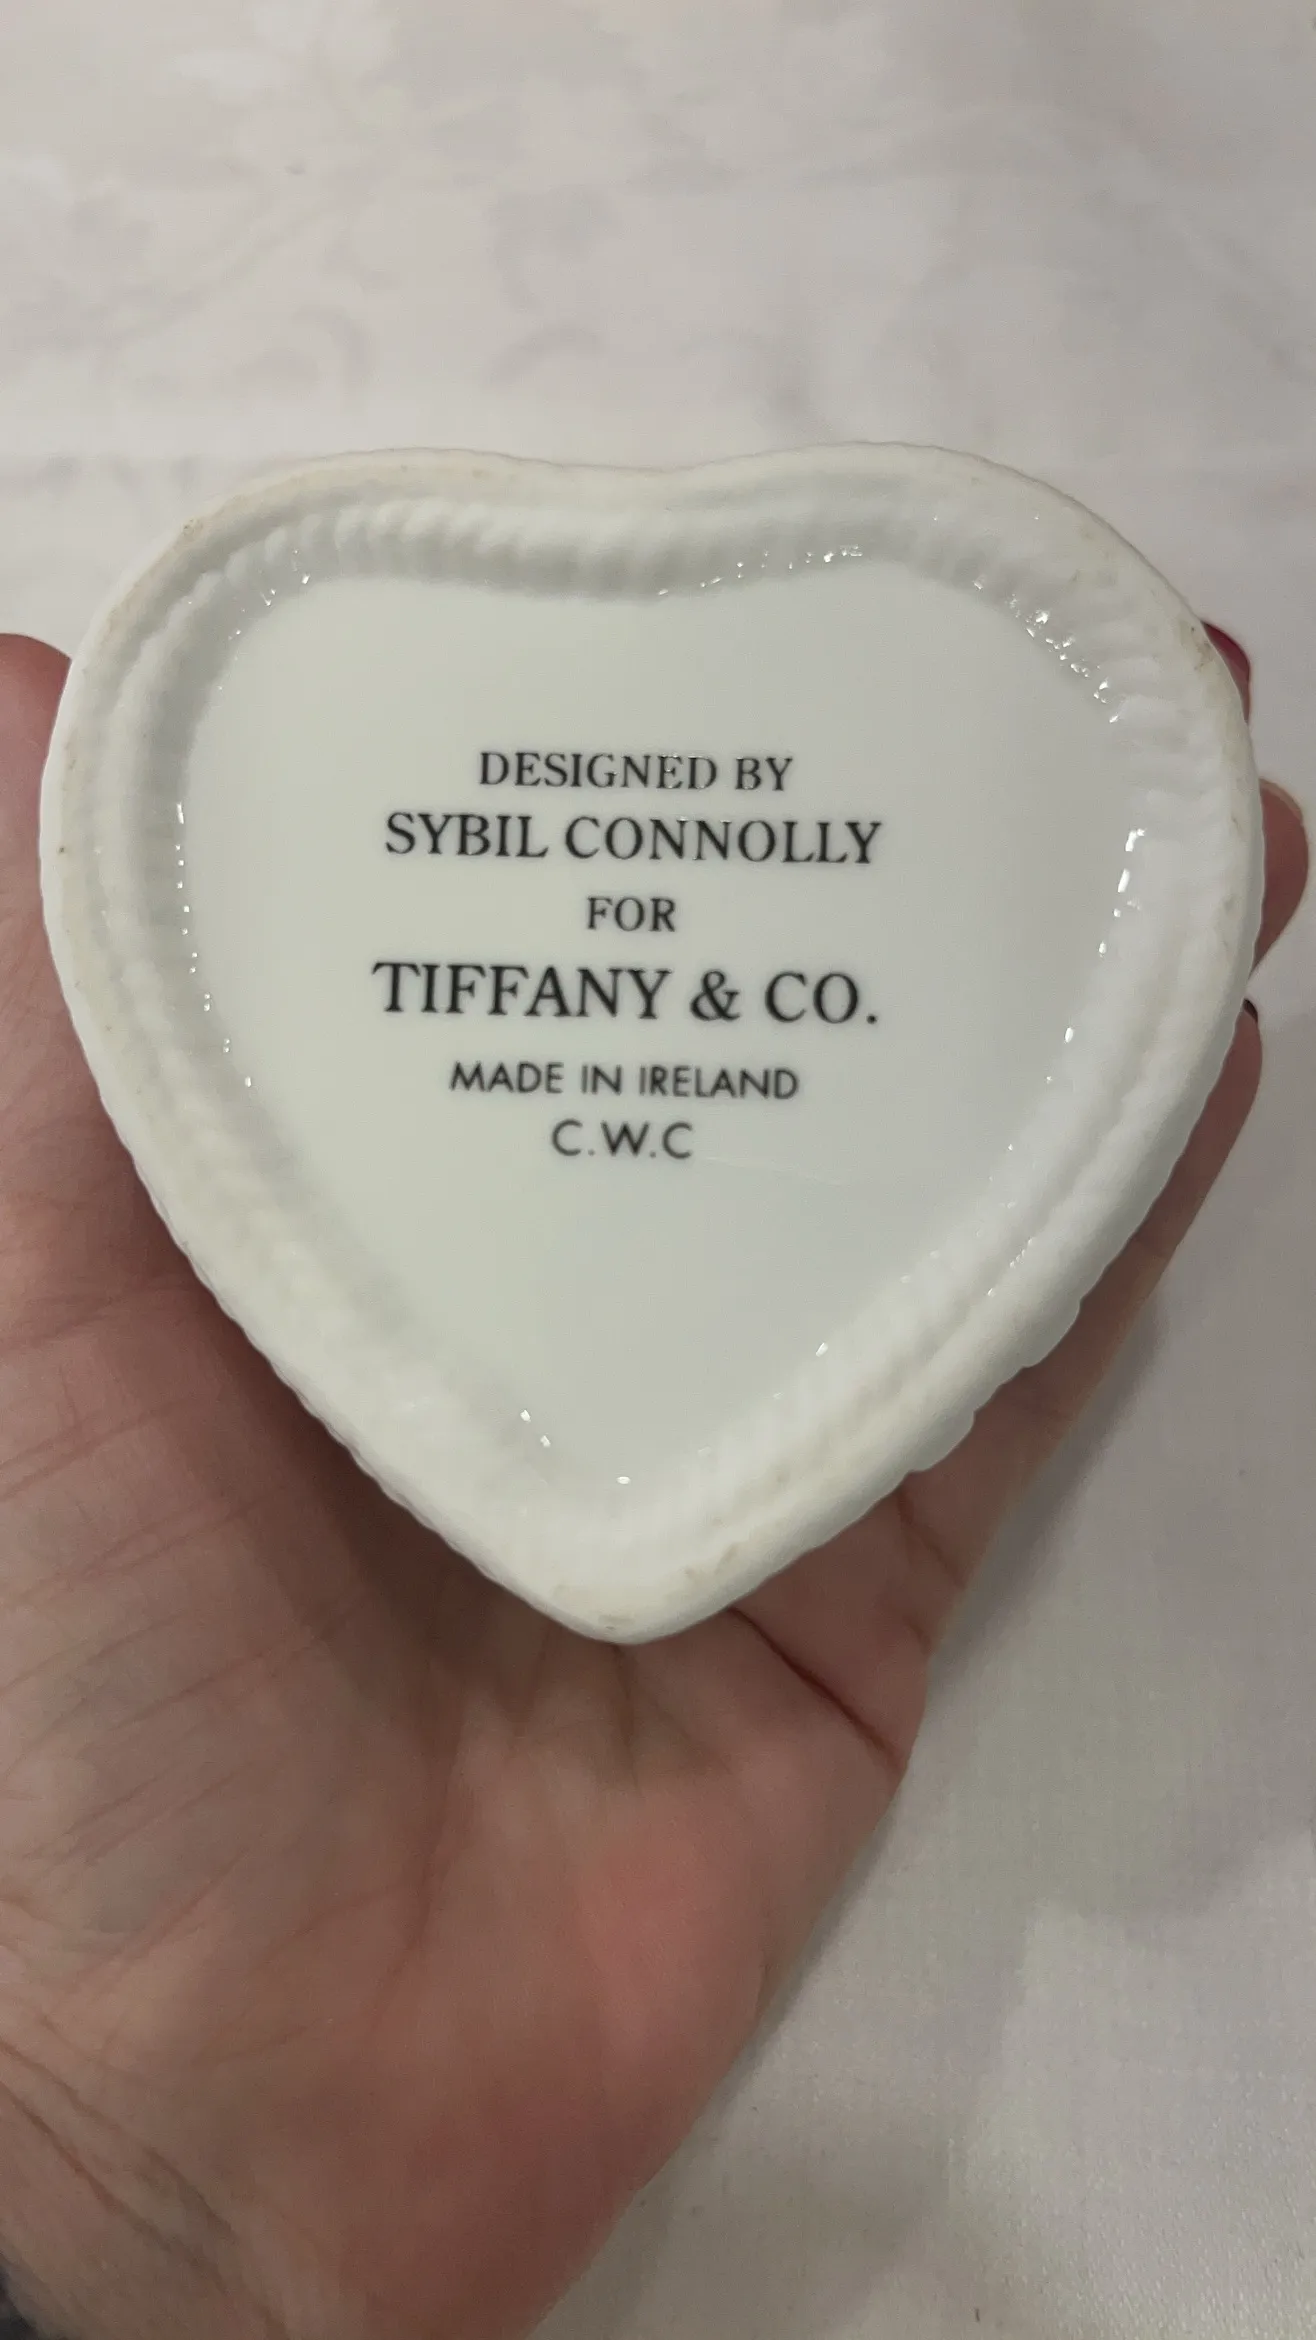 DESIGNED BY
SYBIL CONNOLLY
FOR
TIFFANY & CO.
MADE IN IRELAND
C.W.C